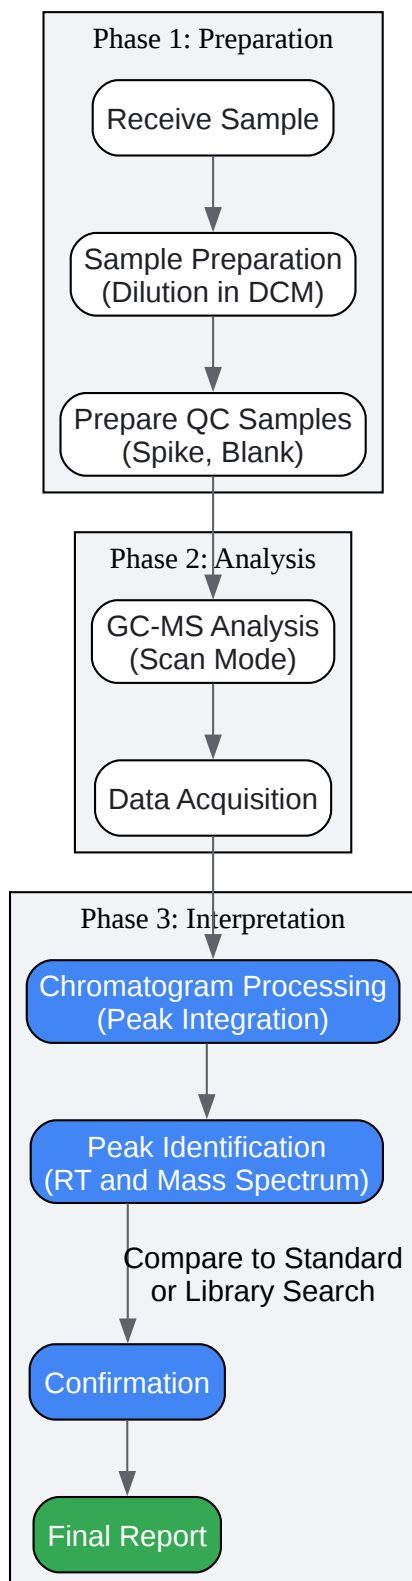 Phase 1: Preparation
Receive Sample
Sample Preparation
(Dilution in DCM)
Prepare QC Samples
(Spike, Blank)
Phase 2: Analysis
GC-MS Analysis
(Scan Mode)
Data Acquisition
Phase 3: Interpretation
Chromatogram Processing
(Peak Integration)
Peak Identification
(RT and Mass Spectrum)
Compare to Standard
or Library Search
Confirmation
Final Report